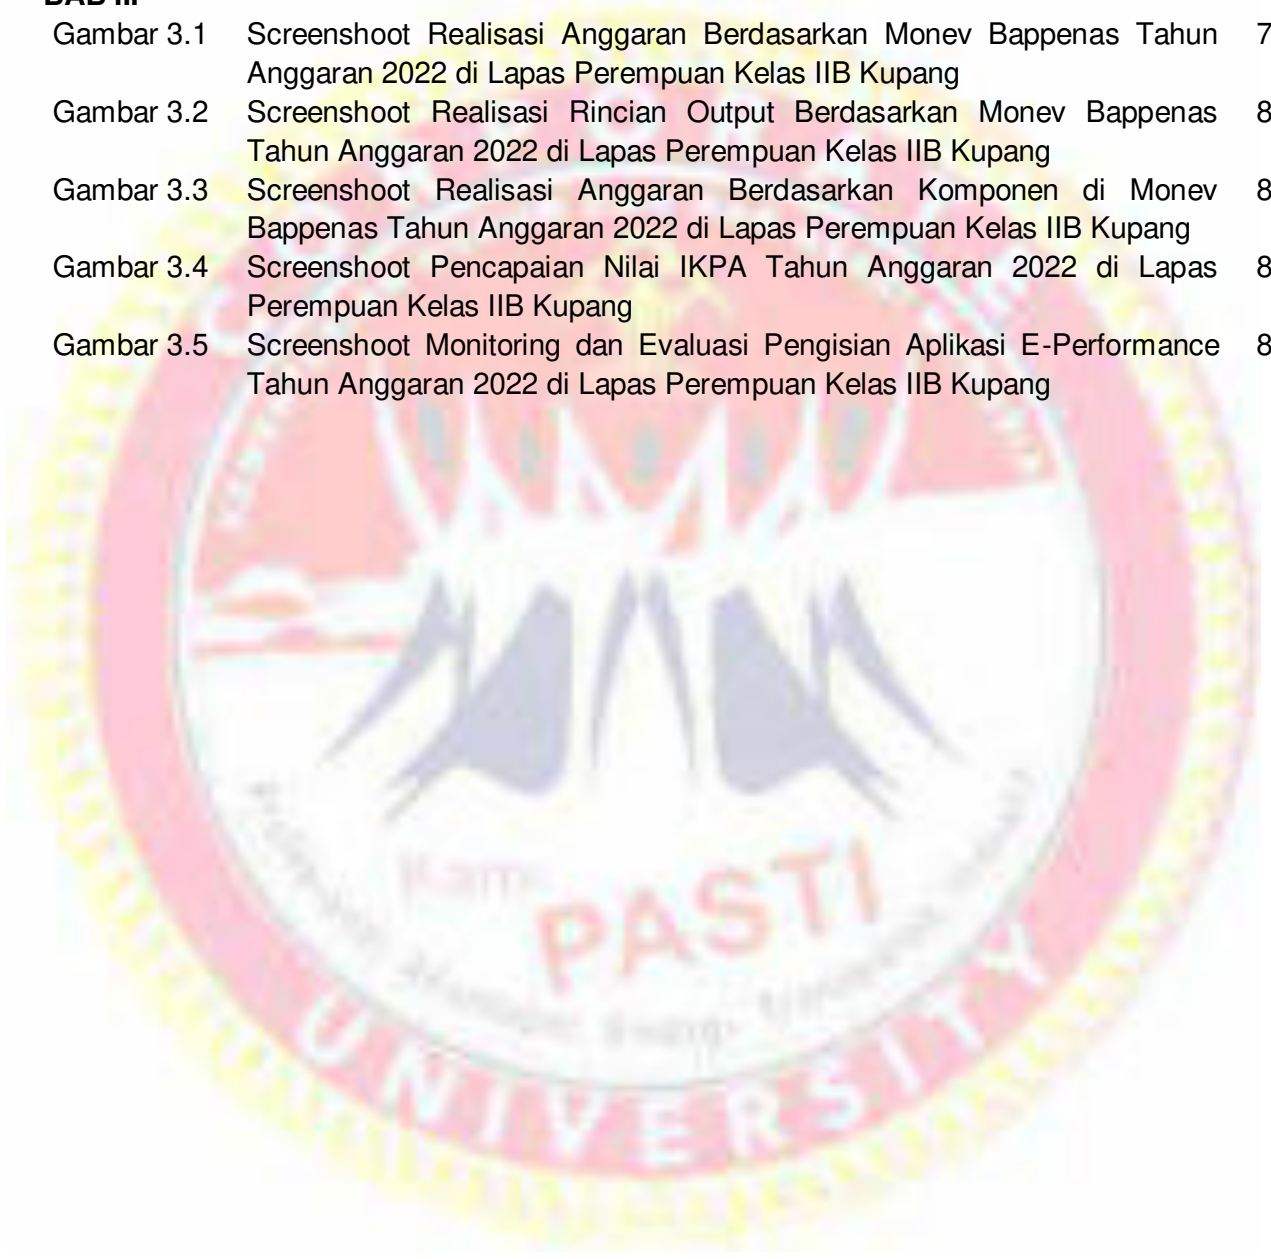 BAB III
Gambar 3.1 Screenshoot Realisasi Anggaran Berdasarkan Monev Bappenas Tahun 7
Anggaran 2022 di Lapas Perempuan Kelas IIB Kupang
Gambar 3.2 Screenshoot Realisasi Rincian Output Berdasarkan Monev Bappenas 8
Tahun Anggaran 2022 di Lapas Perempuan Kelas IIB Kupang
Gambar 3.3 Screenshoot Realisasi Anggaran Berdasarkan Komponen di Monev 8
Bappenas Tahun Anggaran 2022 di Lapas Perempuan Kelas IIB Kupang
Gambar 3.4 Screenshoot Pencapaian Nilai IKPA Tahun Anggaran 2022 di Lapas 8
Perempuan Kelas IIB Kupang
Gambar 3.5 Screenshoot Monitoring dan Evaluasi Pengisian Aplikasi E-Performance 8
Tahun Anggaran 2022 di Lapas Perempuan Kelas IIB Kupang
Kami
PASTI
UNIVERSITY